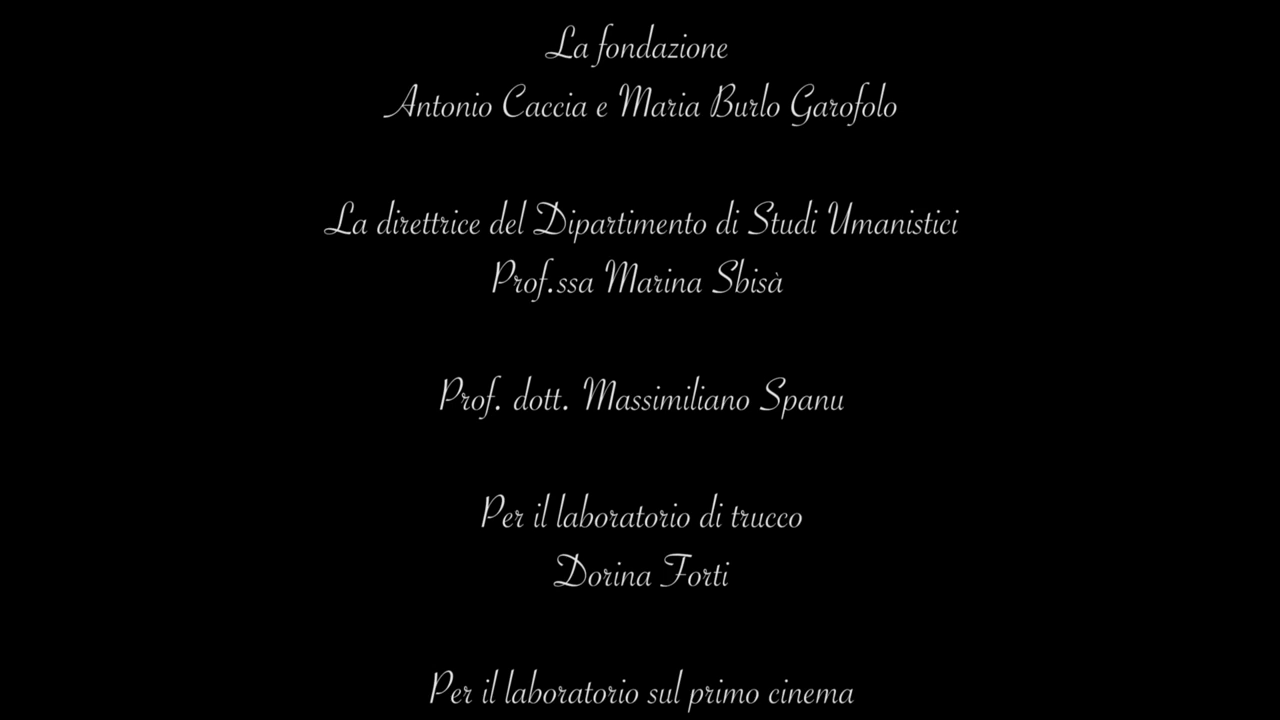 La fondazione
Antonio Caccia e Maria Burlo Garofolo
La direttrice del Dipartimento di Studi Umanistici
Prof.ssa Marina Sbisà
Prof. dott. Massimiliano Spanu
Per il laboratorio di trucco
Dorina Forti
Per il laboratorio sul primo cinema